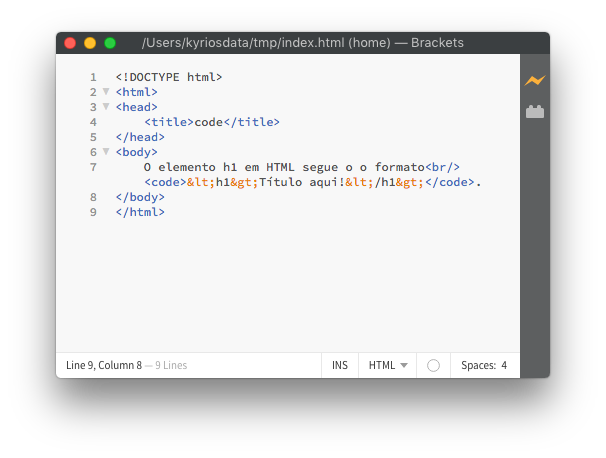 /Users/kyriosdata/tmp/index.html (home) — Brackets
1 <!DOCTYPE html>
2 <html>
3 <head>
4 <title>code</title>
5 </head>
6 <body>
7 O elemento h1 em HTML segue o o formato<br/>
<code>&lt;h1&gt;Título aqui!&lt;/h1&gt;</code>.
8 </body>
9 </html>
Line 9, Column 8 — 9 Lines INS HTML Spaces: 4